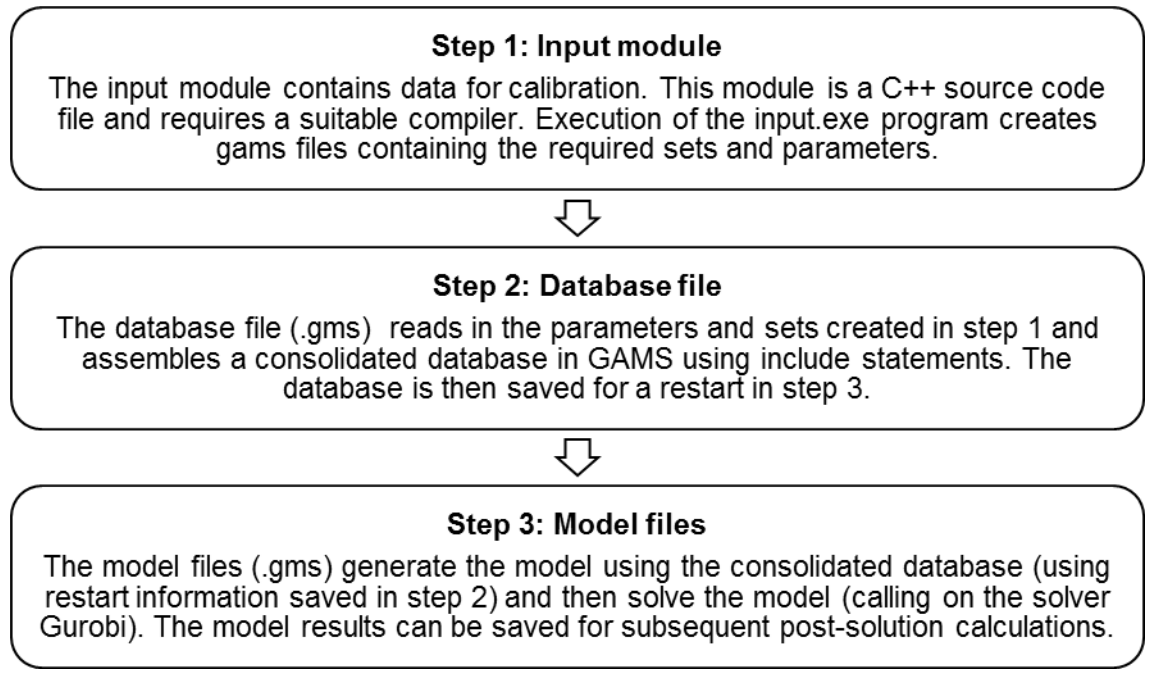 Step 1: Input module
The input module contains data for calibration. This module is a C++ source code
file and requires a suitable compiler. Execution of the input.exe program creates
gams files containing the required sets and parameters.
Step 2: Database file
The database file (.gms) reads in the parameters and sets created in step 1 and
assembles a consolidated database in GAMS using include statements. The
database is then saved for a restart in step 3.
Step 3: Model files
The model files (.gms) generate the model using the consolidated database (using
restart information saved in step 2) and then solve the model (calling on the solver
Gurobi). The model results can be saved for subsequent post-solution calculations.